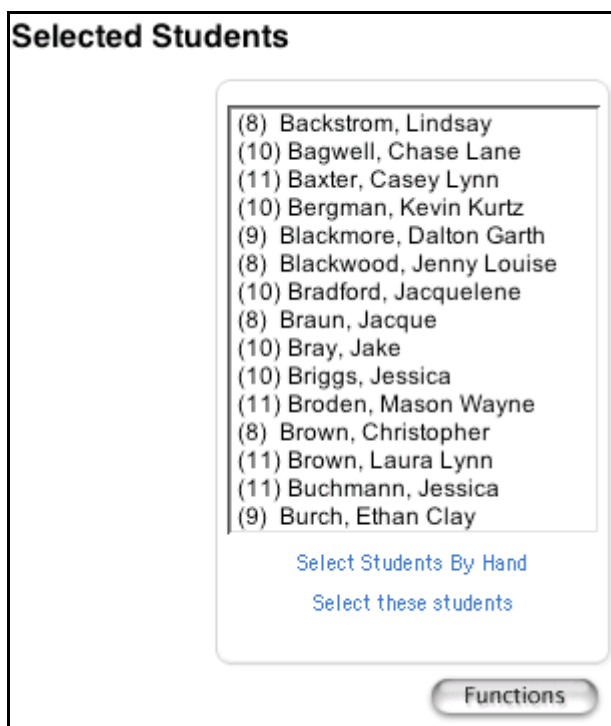 Selected Students
(8) Backstrom, Lindsay
(10) Bagwell, Chase Lane
(11) Baxter, Casey Lynn
(10) Bergman, Kevin Kurtz
(9) Blackmore, Dalton Garth
(8) Blackwood, Jenny Louise
(10) Bradford, Jacquelene
(8) Braun, Jacque
(10) Bray, Jake
(10) Briggs, Jessica
(11) Broden, Mason Wayne
(8) Brown, Christopher
(11) Brown, Laura Lynn
(11) Buchmann, Jessica
(9) Burch, Ethan Clay
Select Students By Hand
Select these students
Functions